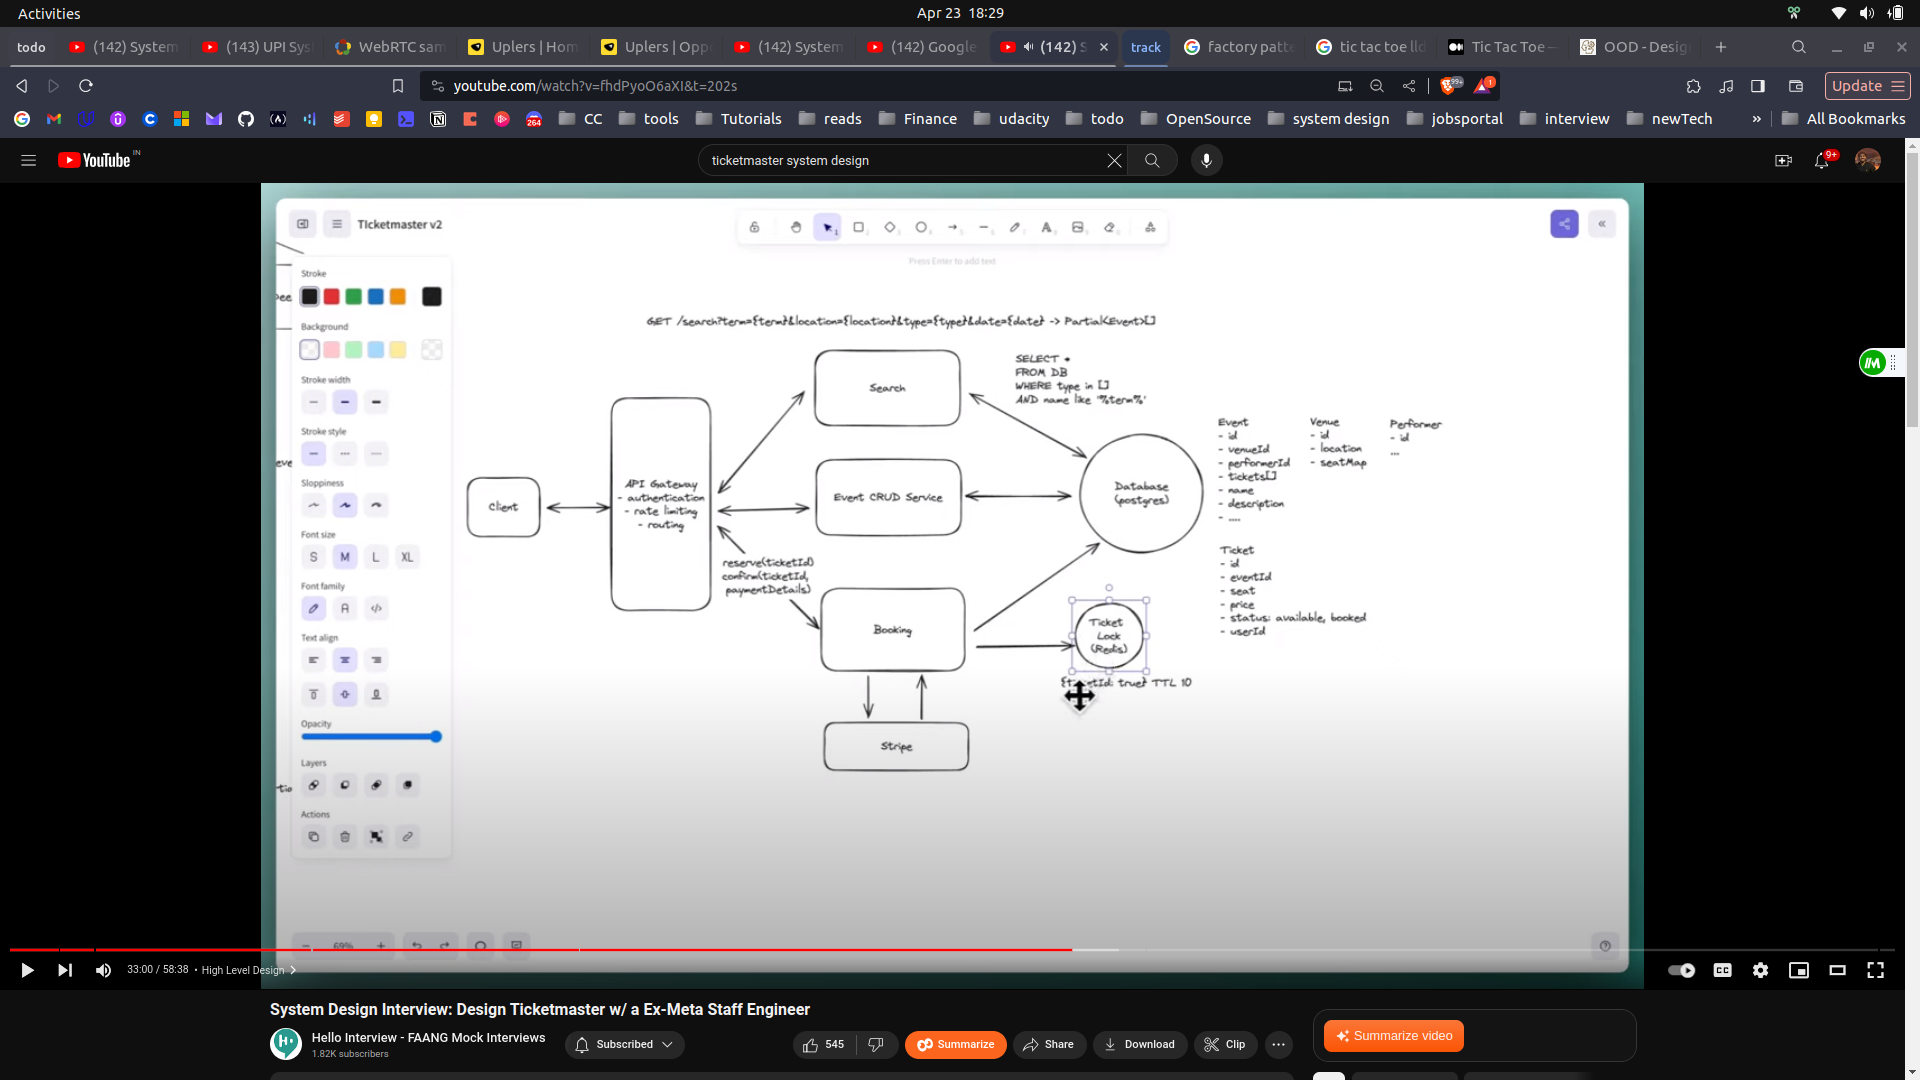 Activities
Apr 23 18:29
todo
(142) System
(143) UPI Sys
WebRTC sam
Uplers | Hom
Uplers | Opp
(142) System
(142) Google
(142) S
track
factory patte
tic tac toe lld
Tic Tac Toe —
OOD - Desig
youtube.com/watch?v=fhdPyoO6aXI&t=202s
99+
1
Update
264
CC
tools
Tutorials
reads
Finance
udacity
todo
OpenSource
system design
jobsportal
interview
newTech
»
All Bookmarks
YouTube IN
ticketmaster system design
9+
TIcketmaster v2
Press Enter to add text
Stroke
Background
Stroke width
Stroke style
Sloppiness
Font size
S M L XL
Font family
A
Text align
Opacity
Layers
Actions
GET /search?term={term}&location={location}&type={type}&date={date} -> Partial<Event>[]
Search
SELECT *
FROM DB
WHERE type in []
AND name like '%term%'
Client
API Gateway
- authentication
- rate limiting
- routing
Event CRUD Service
Database
(postgres)
Event
- id
- venueId
- performerId
- tickets[]
- name
- description
- ....
Venue
- id
- location
- seatMap
Performer
- id
...
reserve(ticketId)
confirm(ticketId,
paymentDetails)
Booking
Ticket
Lock
(Redis)
{ticketId: true} TTL 10
Ticket
- id
- eventId
- seat
- price
- status: available, booked
- userId
Stripe
69%
33:00 / 58:38 • High Level Design
CC
System Design Interview: Design Ticketmaster w/ a Ex-Meta Staff Engineer
Hello Interview - FAANG Mock Interviews
1.82K subscribers
Subscribed
545
Summarize
Share
Download
Clip
Summarize video